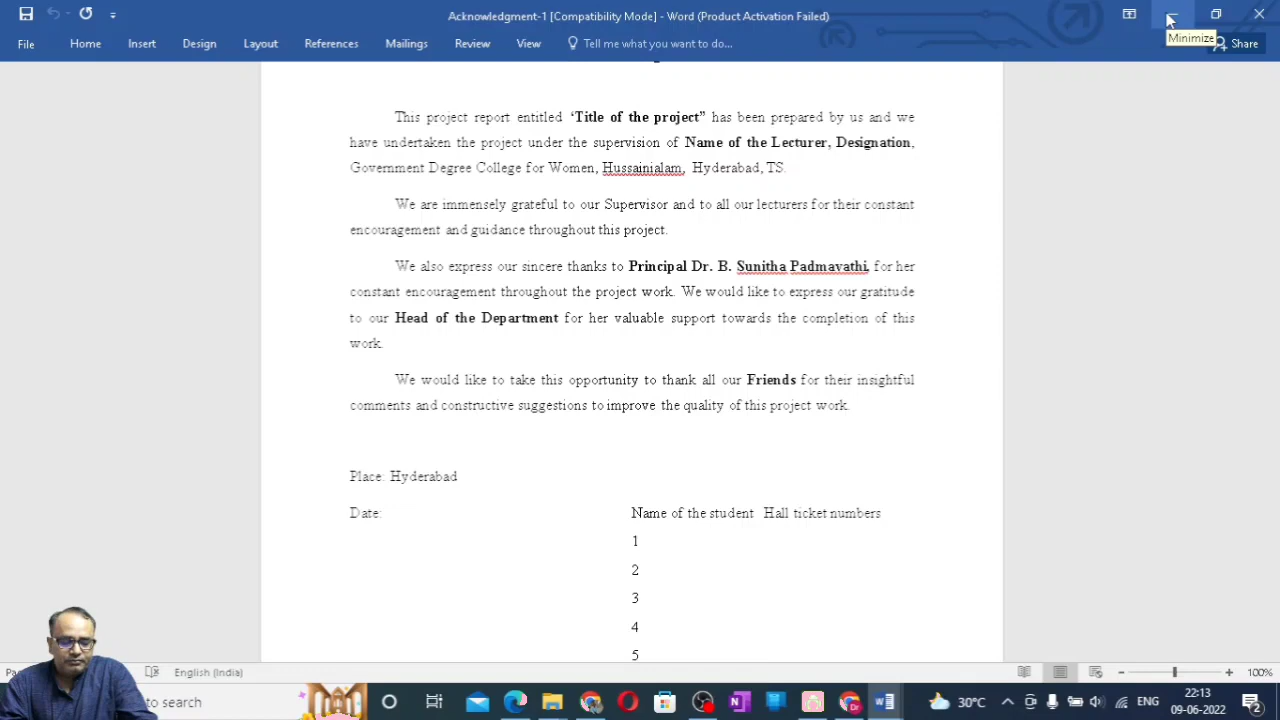 Acknowledgment-1 [Compatibility Mode] - Word (Product Activation Failed)
File Home Insert Design Layout References Mailings Review View Tell me what you want to do... Share
Minimize
This project report entitled ‘Title of the project” has been prepared by us and we
have undertaken the project under the supervision of Name of the Lecturer, Designation,
Government Degree College for Women, Hussainialam, Hyderabad, TS.
We are immensely grateful to our Supervisor and to all our lecturers for their constant
encouragement and guidance throughout this project.
We also express our sincere thanks to Principal Dr. B. Sunitha Padmavathi, for her
constant encouragement throughout the project work. We would like to express our gratitude
to our Head of the Department for her valuable support towards the completion of this
work.
We would like to take this opportunity to thank all our Friends for their insightful
comments and constructive suggestions to improve the quality of this project work.
Place: Hyderabad
Date: Name of the student Hall ticket numbers
1
2
3
4
5
English (India) 100%
to search 30°C ENG 22:13
09-06-2022 2